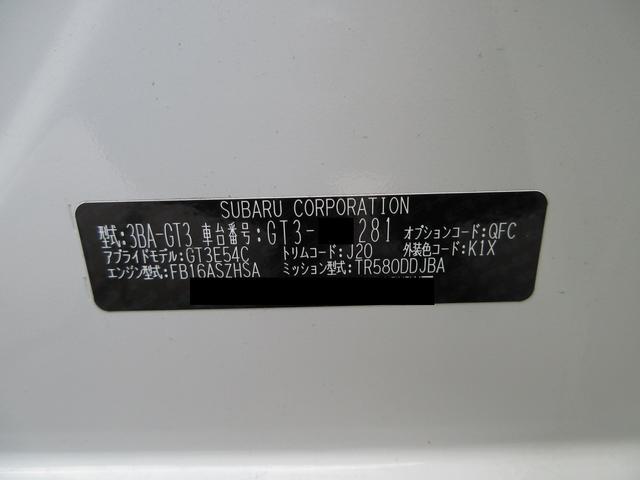 SUBARU CORPORATION
型式:3BA-GT3 車台番号:GT3- 281 オプションコード:QFC
アプライドモデル:GT3E54C トリムコード:J20 外装色コード:K1X
エンジン型式:FB16ASZHSA ミッション型式:TR580DDJBA